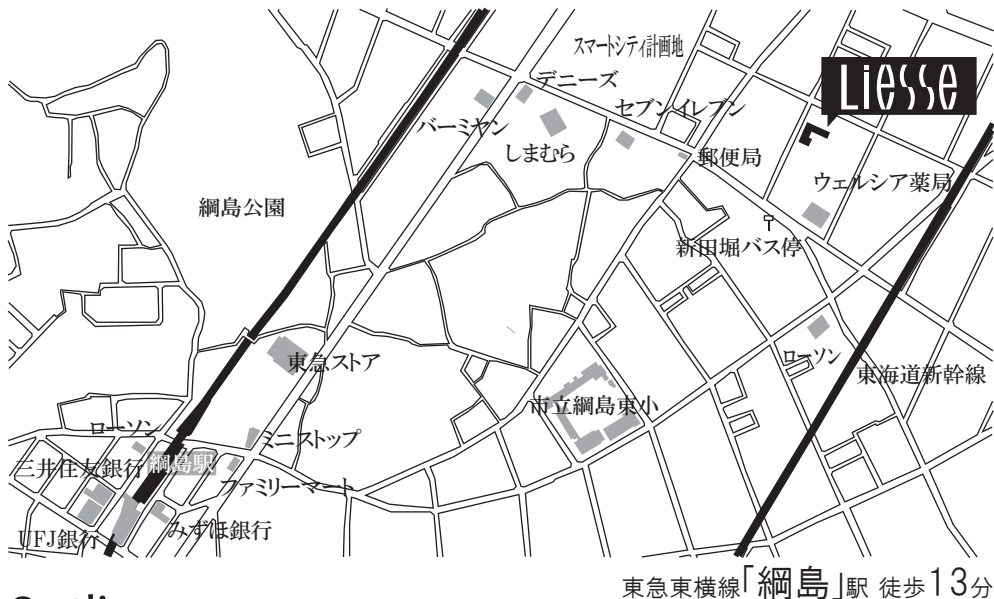 スマートシティ計画地
デニーズ
Liesse
セブンイレブン
バーミヤン
しまむら
郵便局
ウェルシア薬局
綱島公園
新田堀バス停
東急ストア
ローソン
東海道新幹線
市立綱島東小
ローソン
ミニストップ
三井住友銀行
綱島駅
ファミリーマート
UFJ銀行
みずほ銀行
東急東横線「綱島」駅 徒歩13分